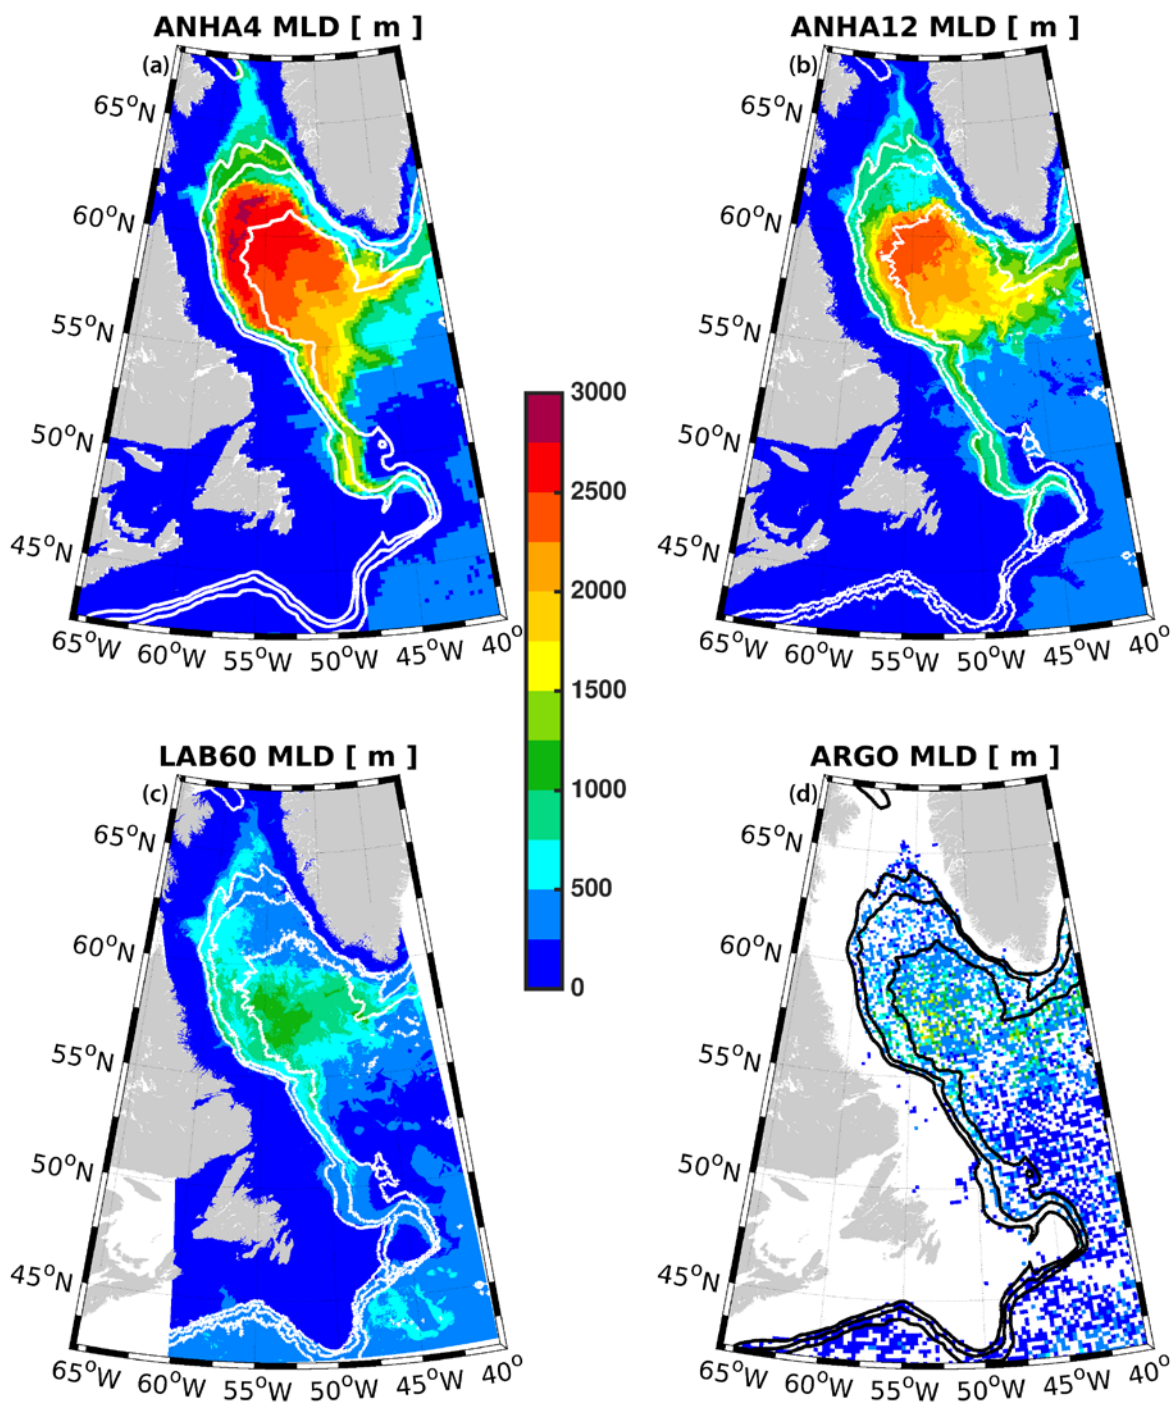 ANHA4 MLD [ m ]
ANHA12 MLD [ m ]
(a)
(b)
65°N
60°N
55°N
50°N
45°N
65°W
60°W
55°W
50°W
45°W
40°
65°N
60°N
55°N
50°N
45°N
65°W
60°W
55°W
50°W
45°W
40°
3000
2500
2000
1500
1000
500
0
LAB60 MLD [ m ]
ARGO MLD [ m ]
(c)
(d)
65°N
60°N
55°N
50°N
45°N
65°W
60°W
55°W
50°W
45°W
40°
65°N
60°N
55°N
50°N
45°N
65°W
60°W
55°W
50°W
45°W
40°